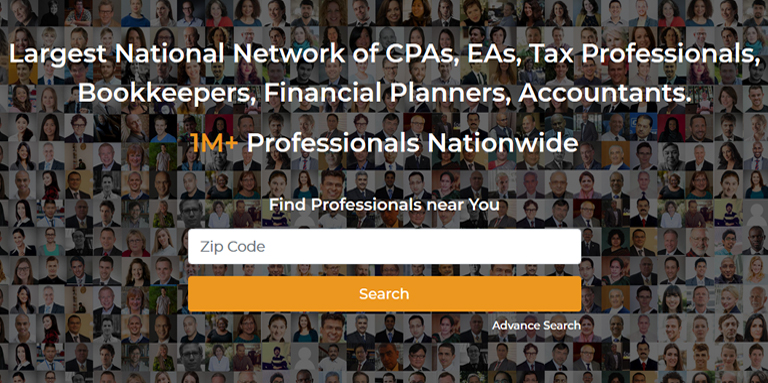 Largest National Network of CPAs, EAs, Tax Professionals,
Bookkeepers, Financial Planners, Accountants.
1M+ Professionals Nationwide
Find Professionals near You
Zip Code
Search
Advance Search